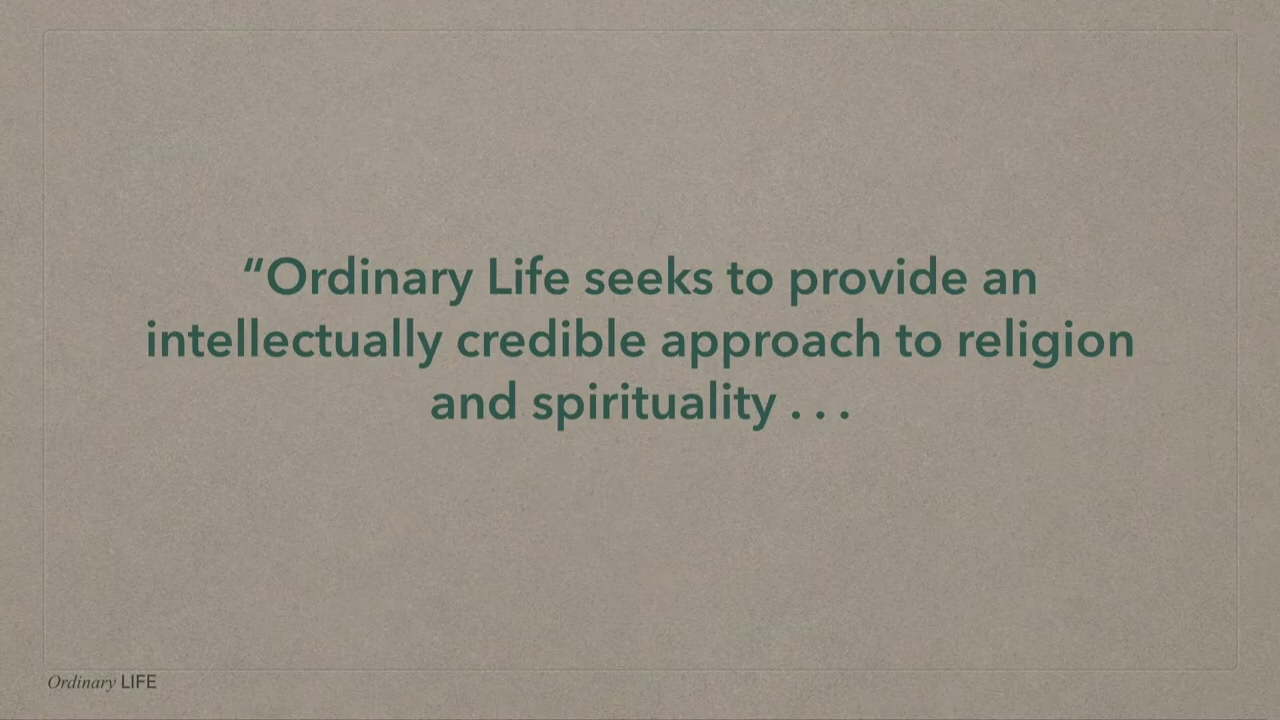 “Ordinary Life seeks to provide an
intellectually credible approach to religion
and spirituality . . .
Ordinary LIFE